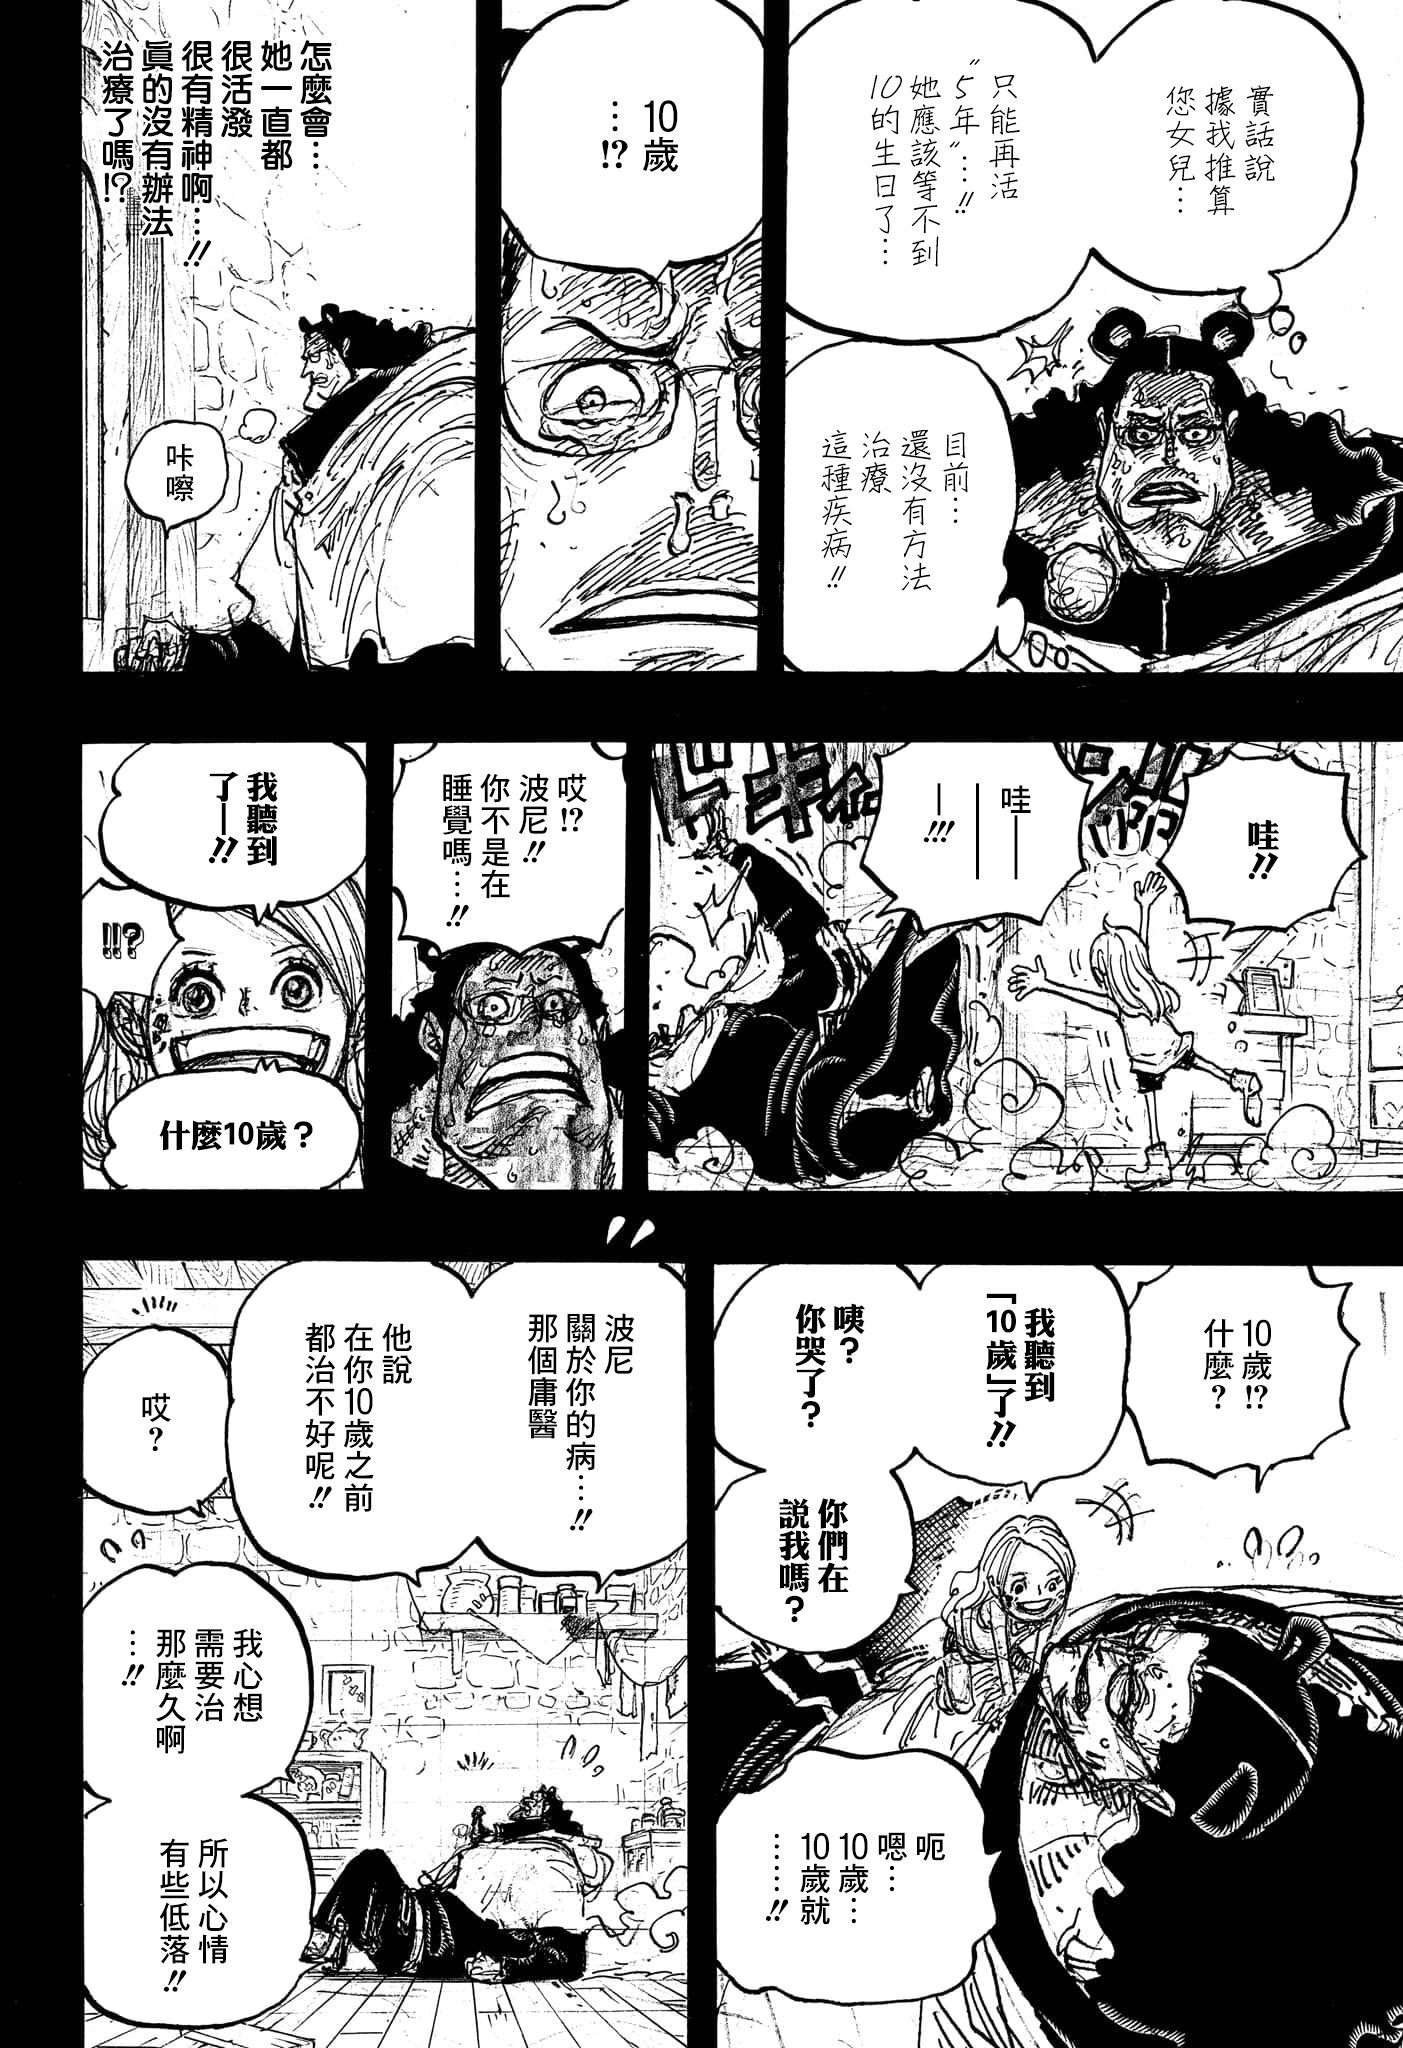 實話說
據我推算
您女兒…
只能再活
“5年”…!!
她應該等不到
10的生日了…
目前…
還沒有方法
治療
這種疾病!!
10歲
…!?
怎麼會…
她一直都
很活潑
很有精神啊…!!
眞的沒有辦法
治療了嗎!?
咔嚓
哇!!
哇——
———
—!!!
哎!?
波尼!!
你不是在
睡覺嗎…!!
我聽到
了—!!
!!?
什麼10歲？
10歲!?
什麼？
我聽到
「10歲」了!!
咦？
你哭了？
你們在
說我嗎？
呃
嗯…
10歲…
10歲就
……!!
波尼
關於你的病…!!
那個庸醫
他說
在你10歲之前
都治不好呢!!
哎？
我心想
需要治
那麼久啊
…!!
所以心情
有些低落!!